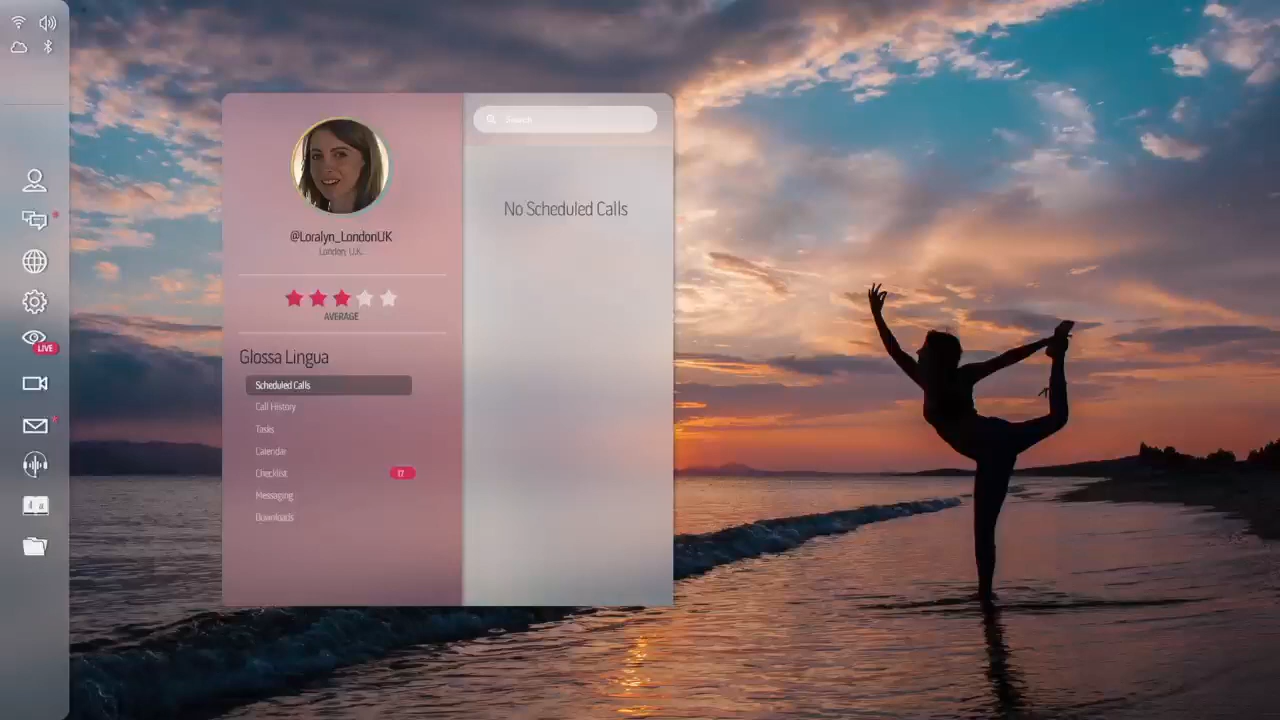 LIVE
@Loralyn_LondonUK
London, U.K.
AVERAGE
Glossa Lingua
Scheduled Calls
Call History
Tasks
Calendar
Checklist 17
Messaging
Downloads
Search
No Scheduled Calls